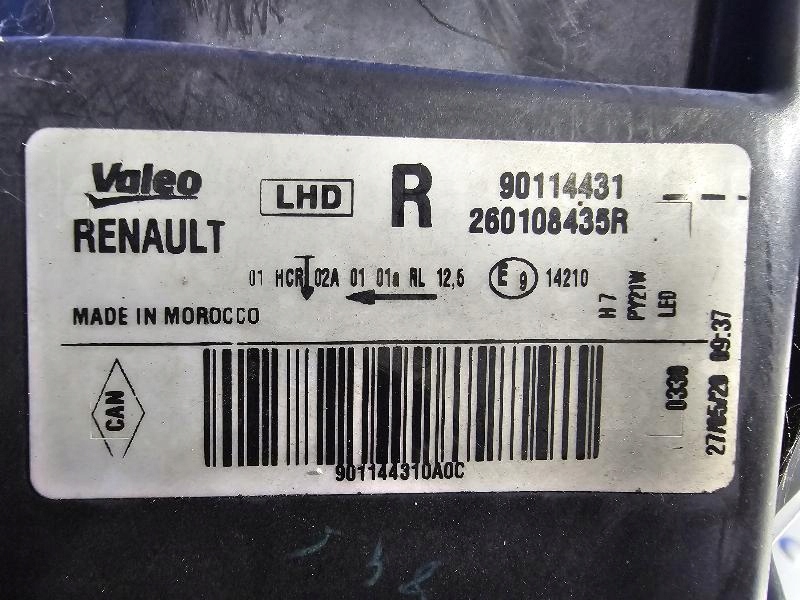 Valeo
LHD
R
90114431
RENAULT
260108435R
01 HCR 02A 01 01a RL 12,5
E 9
14210
MADE IN MOROCCO
H7
PY21W
LED
CAN
901144310A0C
0330
27/05/20 09:37